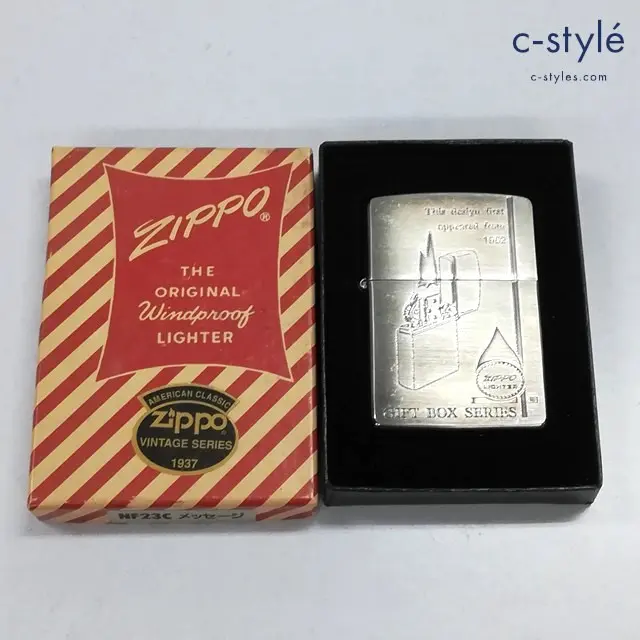 c-stylé
c-styles.com
ZIPPO®
THE
ORIGINAL
Windproof
LIGHTER
AMERICAN CLASSIC
Zippo
VINTAGE SERIES
1937
NF23C メッセージ
This design first
appeared from
1962
ZIPPO
LIGHTER
GIFT BOX SERIES